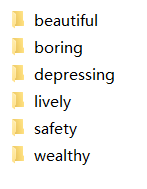 beautiful
boring
depressing
lively
safety
wealthy